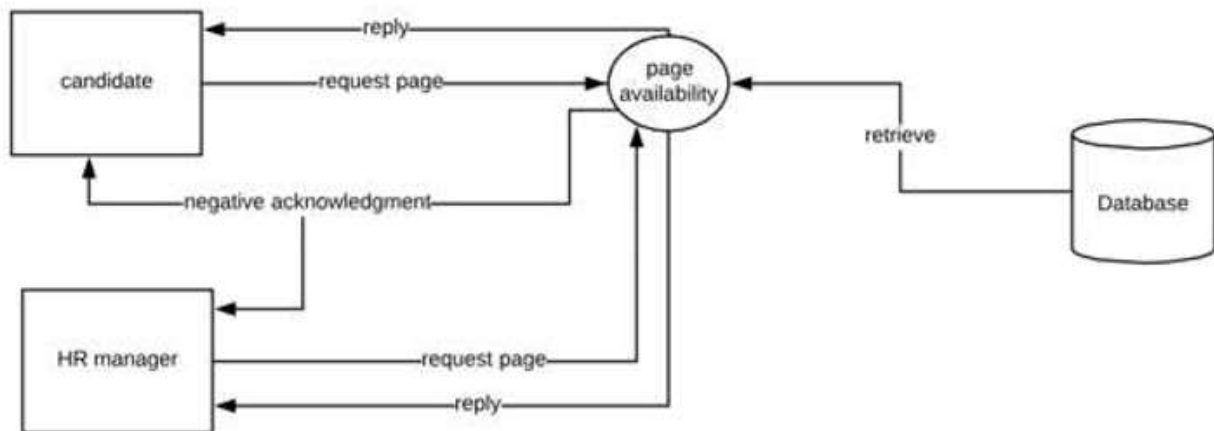 reply
candidate
request page
page
availability
retrieve
negative acknowledgment
Database
HR manager
request page
reply